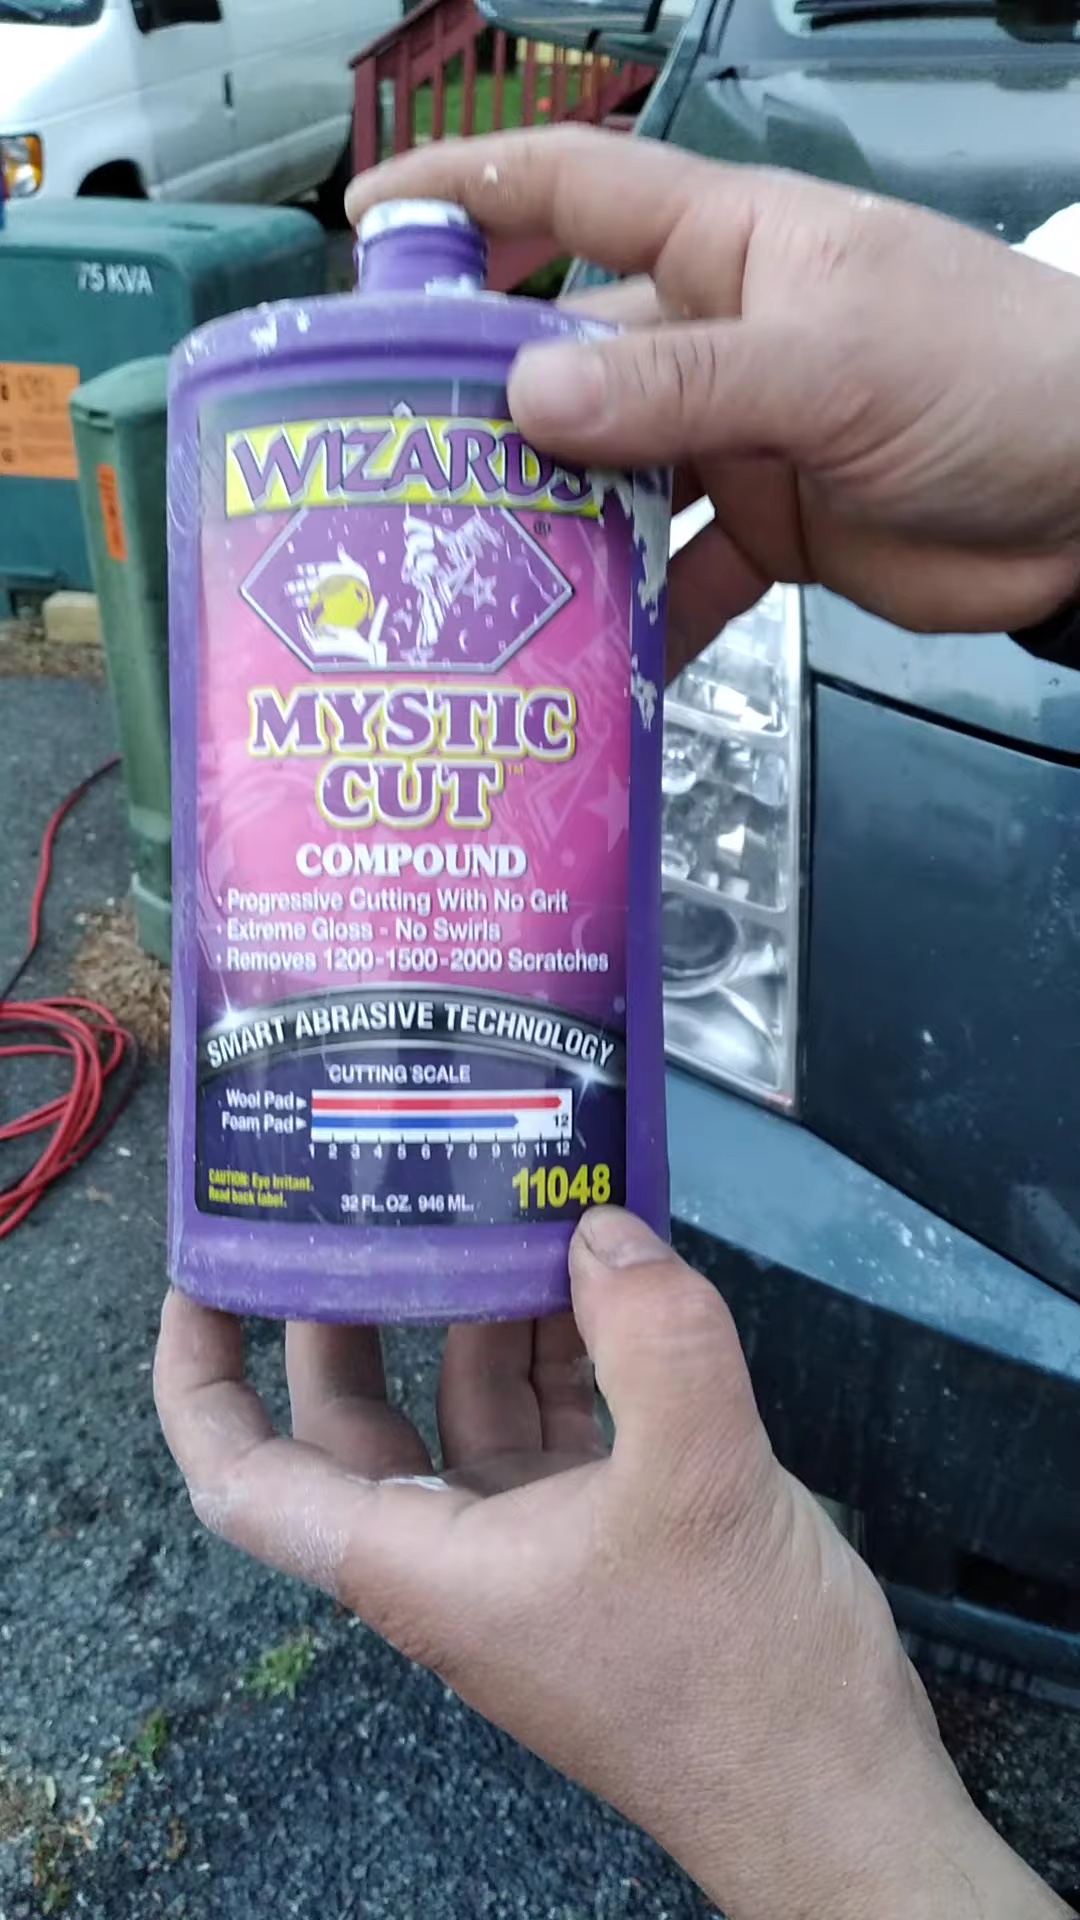 75 KVA
WIZARDS
®
MYSTIC
CUT™
COMPOUND
• Progressive Cutting With No Grit
• Extreme Gloss - No Swirls
• Removes 1200-1500-2000 Scratches
SMART ABRASIVE TECHNOLOGY
CUTTING SCALE
Wool Pad
Foam Pad
12
1 2 3 4 5 6 7 8 9 10 11 12
CAUTION: Eye Irritant.
Read back label.
32 FL. OZ. 946 ML.
11048